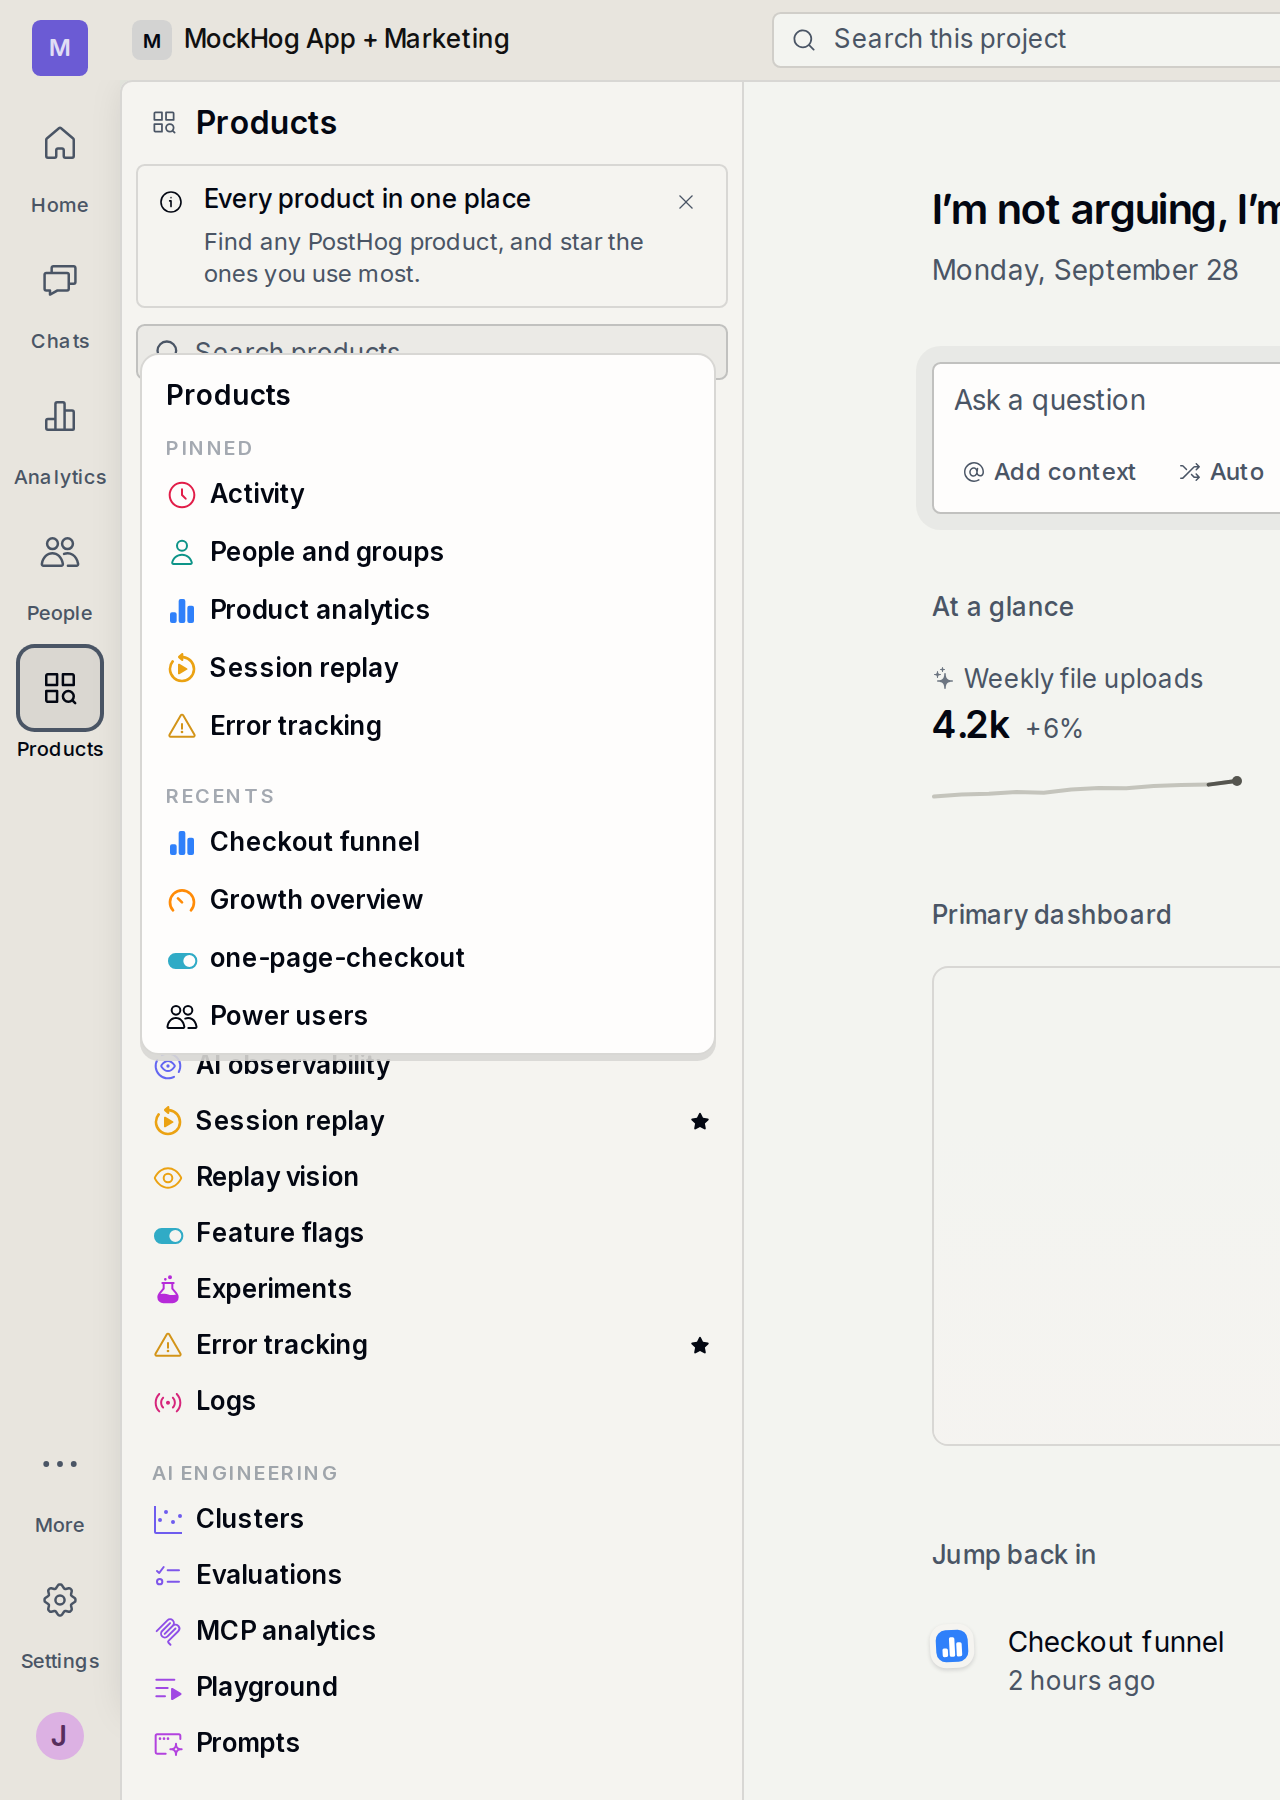 M
M MockHog App + Marketing
Search this project
Home
Chats
Analytics
People
Products
More
Settings
J
Products
Every product in one place
Find any PostHog product, and star the
ones you use most.
Search products
Products
PINNED
Activity
People and groups
Product analytics
Session replay
Error tracking
RECENTS
Checkout funnel
Growth overview
one-page-checkout
Power users
AI observability
Session replay
Replay vision
Feature flags
Experiments
Error tracking
Logs
AI ENGINEERING
Clusters
Evaluations
MCP analytics
Playground
Prompts
I'm not arguing, I'm
Monday, September 28
Ask a question
Add context Auto
At a glance
Weekly file uploads
4.2k +6%
Primary dashboard
Jump back in
Checkout funnel
2 hours ago